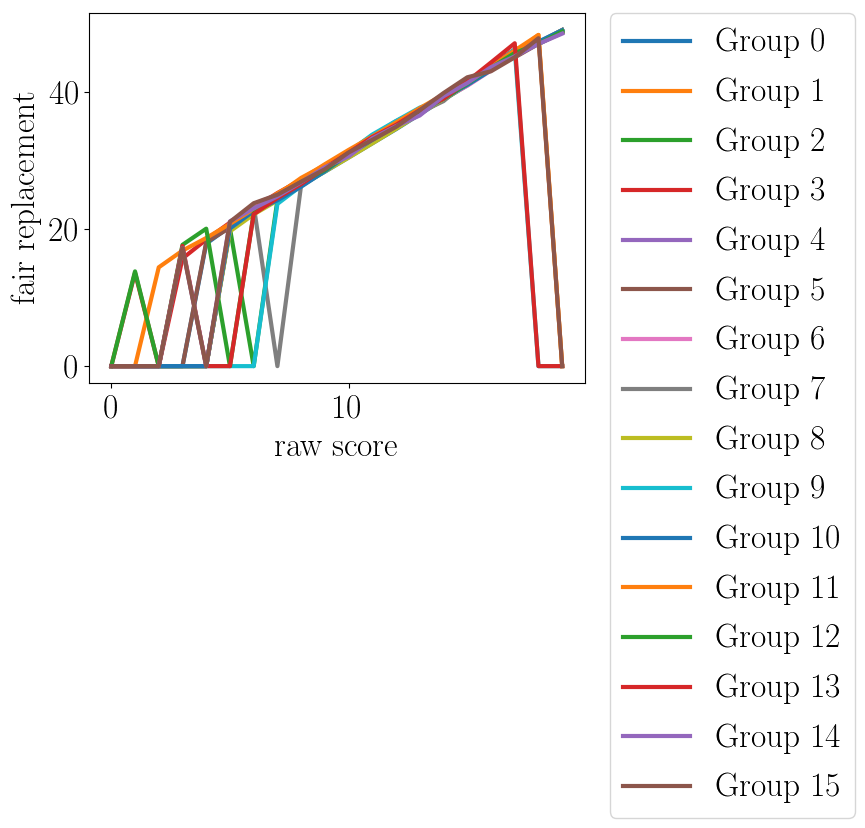 fair replacement
40
20
0
0
10
raw score
Group 0
Group 1
Group 2
Group 3
Group 4
Group 5
Group 6
Group 7
Group 8
Group 9
Group 10
Group 11
Group 12
Group 13
Group 14
Group 15